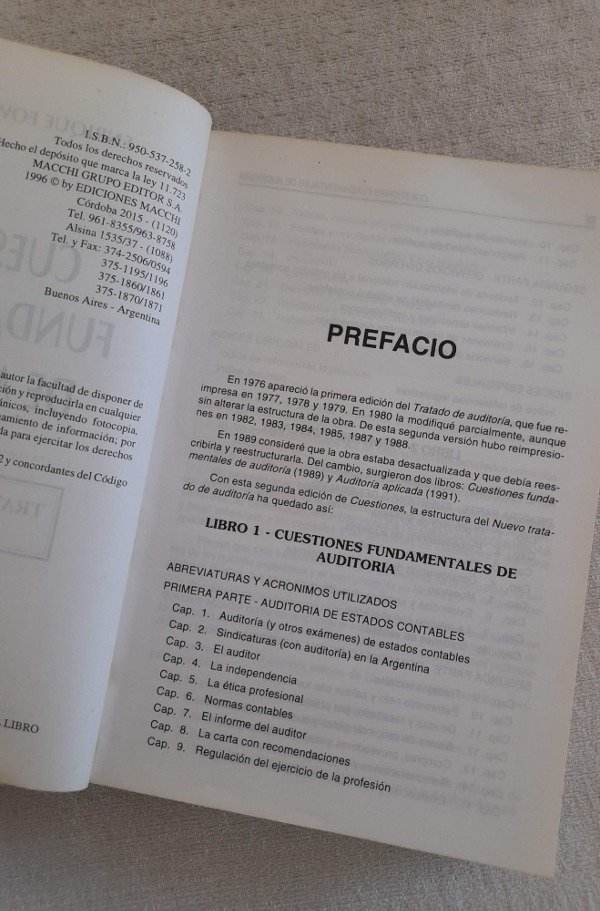 I.S.B.N.: 950-537-258-2
Todos los derechos reservados
Hecho el depósito que marca la ley 11.723
MACCHI GRUPO EDITOR S.A.
1996 © by EDICIONES MACCHI
Córdoba 2015 - (1120)
Tel. 961-8355/963-8758
Alsina 1535/37 - (1088)
Tel. y Fax: 374-2506/0594
375-1195/1196
375-1860/1861
375-1870/1871
Buenos Aires - Argentina
autor la facultad de disponer de
ción y reproducirla en cualquier
ánicos, incluyendo fotocopia,
namiento de información; por
da para ejercitar los derechos
2 y concordantes del Código
LIBRO
PREFACIO
En 1976 apareció la primera edición del Tratado de auditoría, que fue re-
impresa en 1977, 1978 y 1979. En 1980 la modifiqué parcialmente, aunque
sin alterar la estructura de la obra. De esta segunda versión hubo reimpresio-
nes en 1982, 1983, 1984, 1985, 1987 y 1988.
En 1989 consideré que la obra estaba desactualizada y que debía rees-
cribirla y reestructurarla. Del cambio, surgieron dos libros: Cuestiones funda-
mentales de auditoría (1989) y Auditoría aplicada (1991).
Con esta segunda edición de Cuestiones, la estructura del Nuevo trata-
do de auditoría ha quedado así:
LIBRO 1 - CUESTIONES FUNDAMENTALES DE
AUDITORIA
ABREVIATURAS Y ACRONIMOS UTILIZADOS
PRIMERA PARTE - AUDITORIA DE ESTADOS CONTABLES
Cap. 1. Auditoría (y otros exámenes) de estados contables
Cap. 2. Sindicaturas (con auditoría) en la Argentina
Cap. 3. El auditor
Cap. 4. La independencia
Cap. 5. La ética profesional
Cap. 6. Normas contables
Cap. 7. El informe del auditor
Cap. 8. La carta con recomendaciones
Cap. 9. Regulación del ejercicio de la profesión